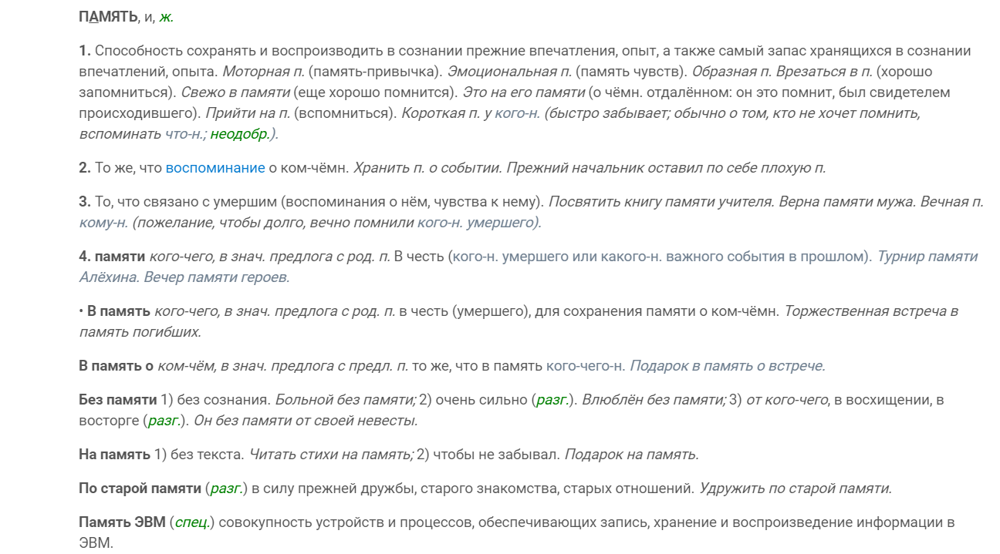 ПАМЯТЬ, и, ж.
1. Способность сохранять и воспроизводить в сознании прежние впечатления, опыт, а также самый запас хранящихся в сознании
впечатлений, опыта. Моторная п. (память-привычка). Эмоциональная п. (память чувств). Образная п. Врезаться в п. (хорошо
запомниться). Свежо в памяти (еще хорошо помнится). Это на его памяти (о чёмн. отдалённом: он это помнит, был свидетелем
происходившего). Прийти на п. (вспомниться). Короткая п. у кого-н. (быстро забывает; обычно о том, кто не хочет помнить,
вспоминать что-н.; неодобр.).
2. То же, что воспоминание о ком-чёмн. Хранить п. о событии. Прежний начальник оставил по себе плохую п.
3. То, что связано с умершим (воспоминания о нём, чувства к нему). Посвятить книгу памяти учителя. Верна памяти мужа. Вечная п.
кому-н. (пожелание, чтобы долго, вечно помнили кого-н. умершего).
4. памяти кого-чего, в знач. предлога с род. п. В честь (кого-н. умершего или какого-н. важного события в прошлом). Турнир памяти
Алёхина. Вечер памяти героев.
• В память кого-чего, в знач. предлога с род. п. в честь (умершего), для сохранения памяти о ком-чёмн. Торжественная встреча в
память погибших.
В память о ком-чём, в знач. предлога с предл. п. то же, что в память кого-чего-н. Подарок в память о встрече.
Без памяти 1) без сознания. Больной без памяти; 2) очень сильно (разг.). Влюблён без памяти; 3) от кого-чего, в восхищении, в
восторге (разг.). Он без памяти от своей невесты.
На память 1) без текста. Читать стихи на память; 2) чтобы не забывал. Подарок на память.
По старой памяти (разг.) в силу прежней дружбы, старого знакомства, старых отношений. Удружить по старой памяти.
Память ЭВМ (спец.) совокупность устройств и процессов, обеспечивающих запись, хранение и воспроизведение информации в
ЭВМ.